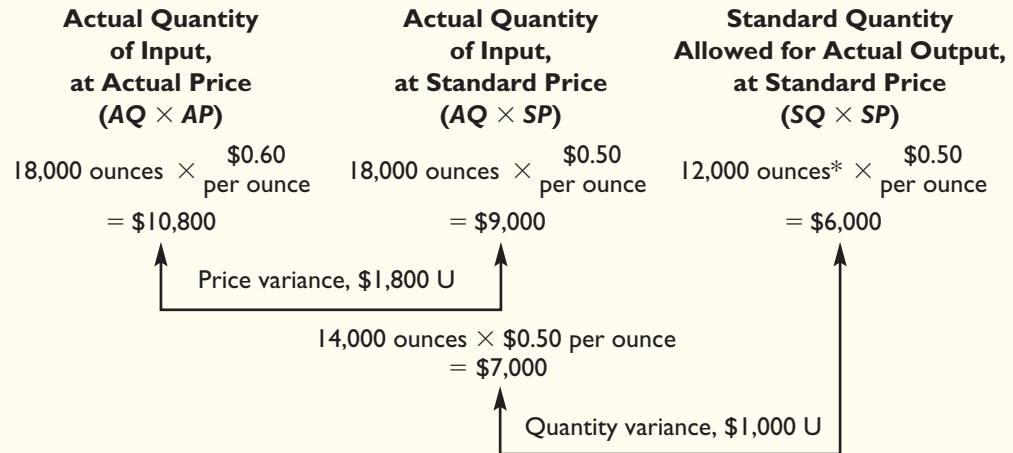 Actual Quantity
of Input,
at Actual Price
(AQ × AP)
Actual Quantity
of Input,
at Standard Price
(AQ × SP)
Standard Quantity
Allowed for Actual Output,
at Standard Price
(SQ × SP)
18,000 ounces × $0.60 per ounce
= $10,800
18,000 ounces × $0.50 per ounce
= $9,000
12,000 ounces* × $0.50 per ounce
= $6,000
Price variance, $1,800 U
14,000 ounces × $0.50 per ounce
= $7,000
Quantity variance, $1,000 U